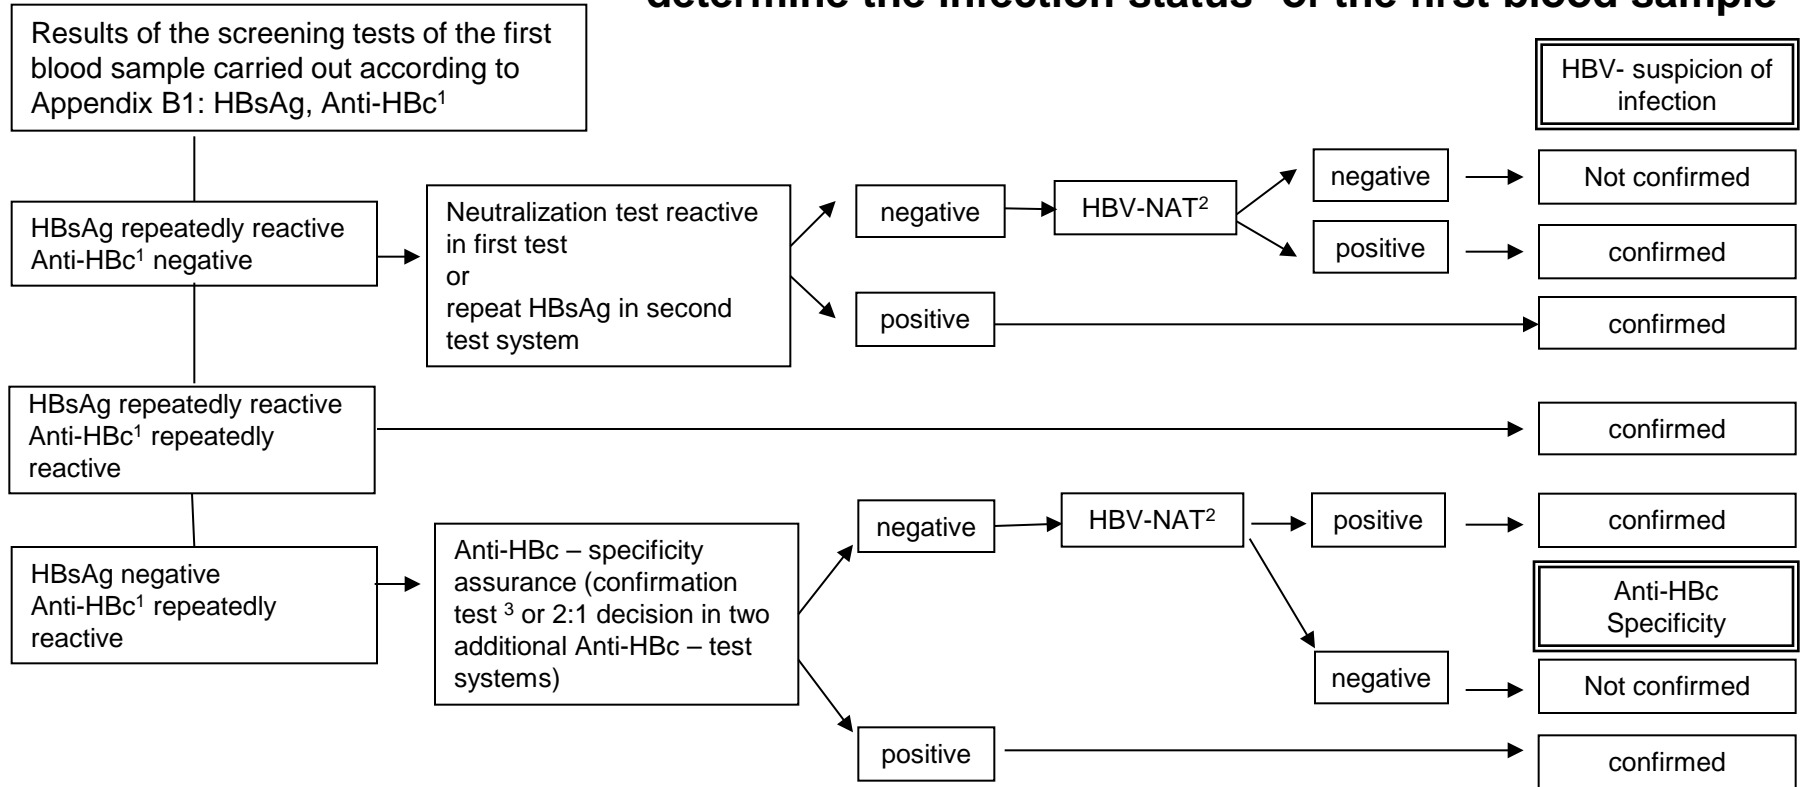 determine the infection status of the first blood sample
Results of the screening tests of the first
blood sample carried out according to
Appendix B1: HBsAg, Anti-HBc¹
HBV- suspicion of
infection
HBsAg repeatedly reactive
Anti-HBc¹ negative
Neutralization test reactive
in first test
or
repeat HBsAg in second
test system
negative
HBV-NAT²
negative
Not confirmed
positive
confirmed
positive
confirmed
HBsAg repeatedly reactive
Anti-HBc¹ repeatedly
reactive
confirmed
HBsAg negative
Anti-HBc¹ repeatedly
reactive
Anti-HBc – specificity
assurance (confirmation
test ³ or 2:1 decision in two
additional Anti-HBc – test
systems)
negative
HBV-NAT²
positive
confirmed
Anti-HBc
Specificity
negative
Not confirmed
positive
confirmed